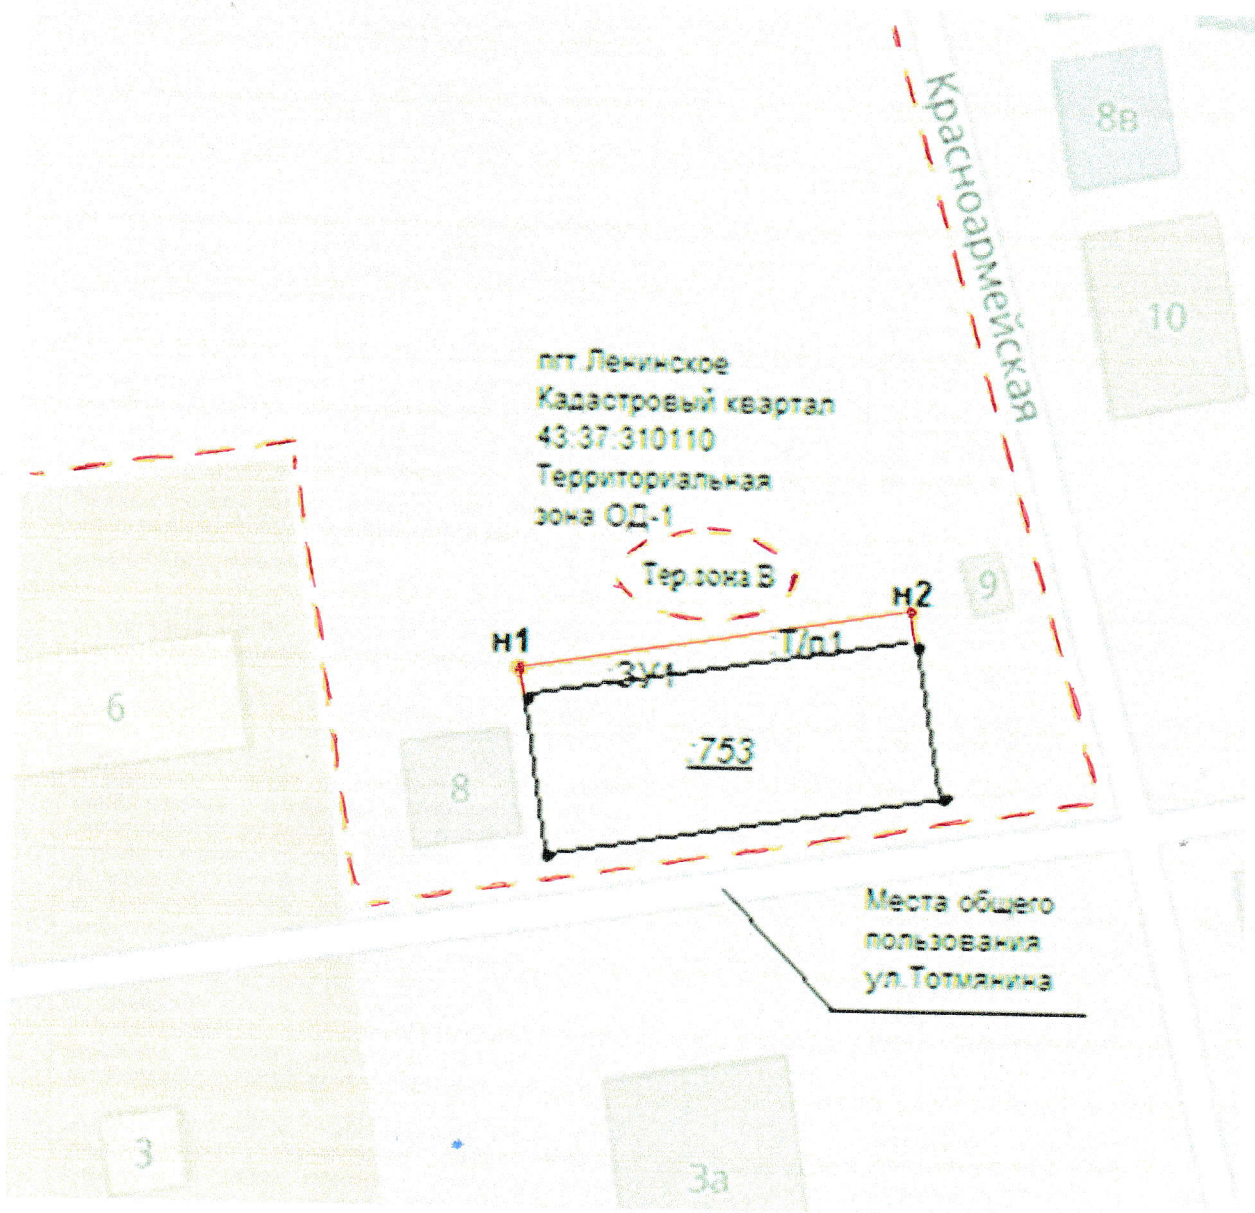 8в
Красноармейская
10
пгт.Ленинское
Кадастровый квартал
43:37:310110
Территориальная
зона ОД-1
Тер.зона В
9
н2
н1
:Т/п1
:ЗУ1
6
:753
8
Места общего
пользования
ул.Тотмянина
3
3а